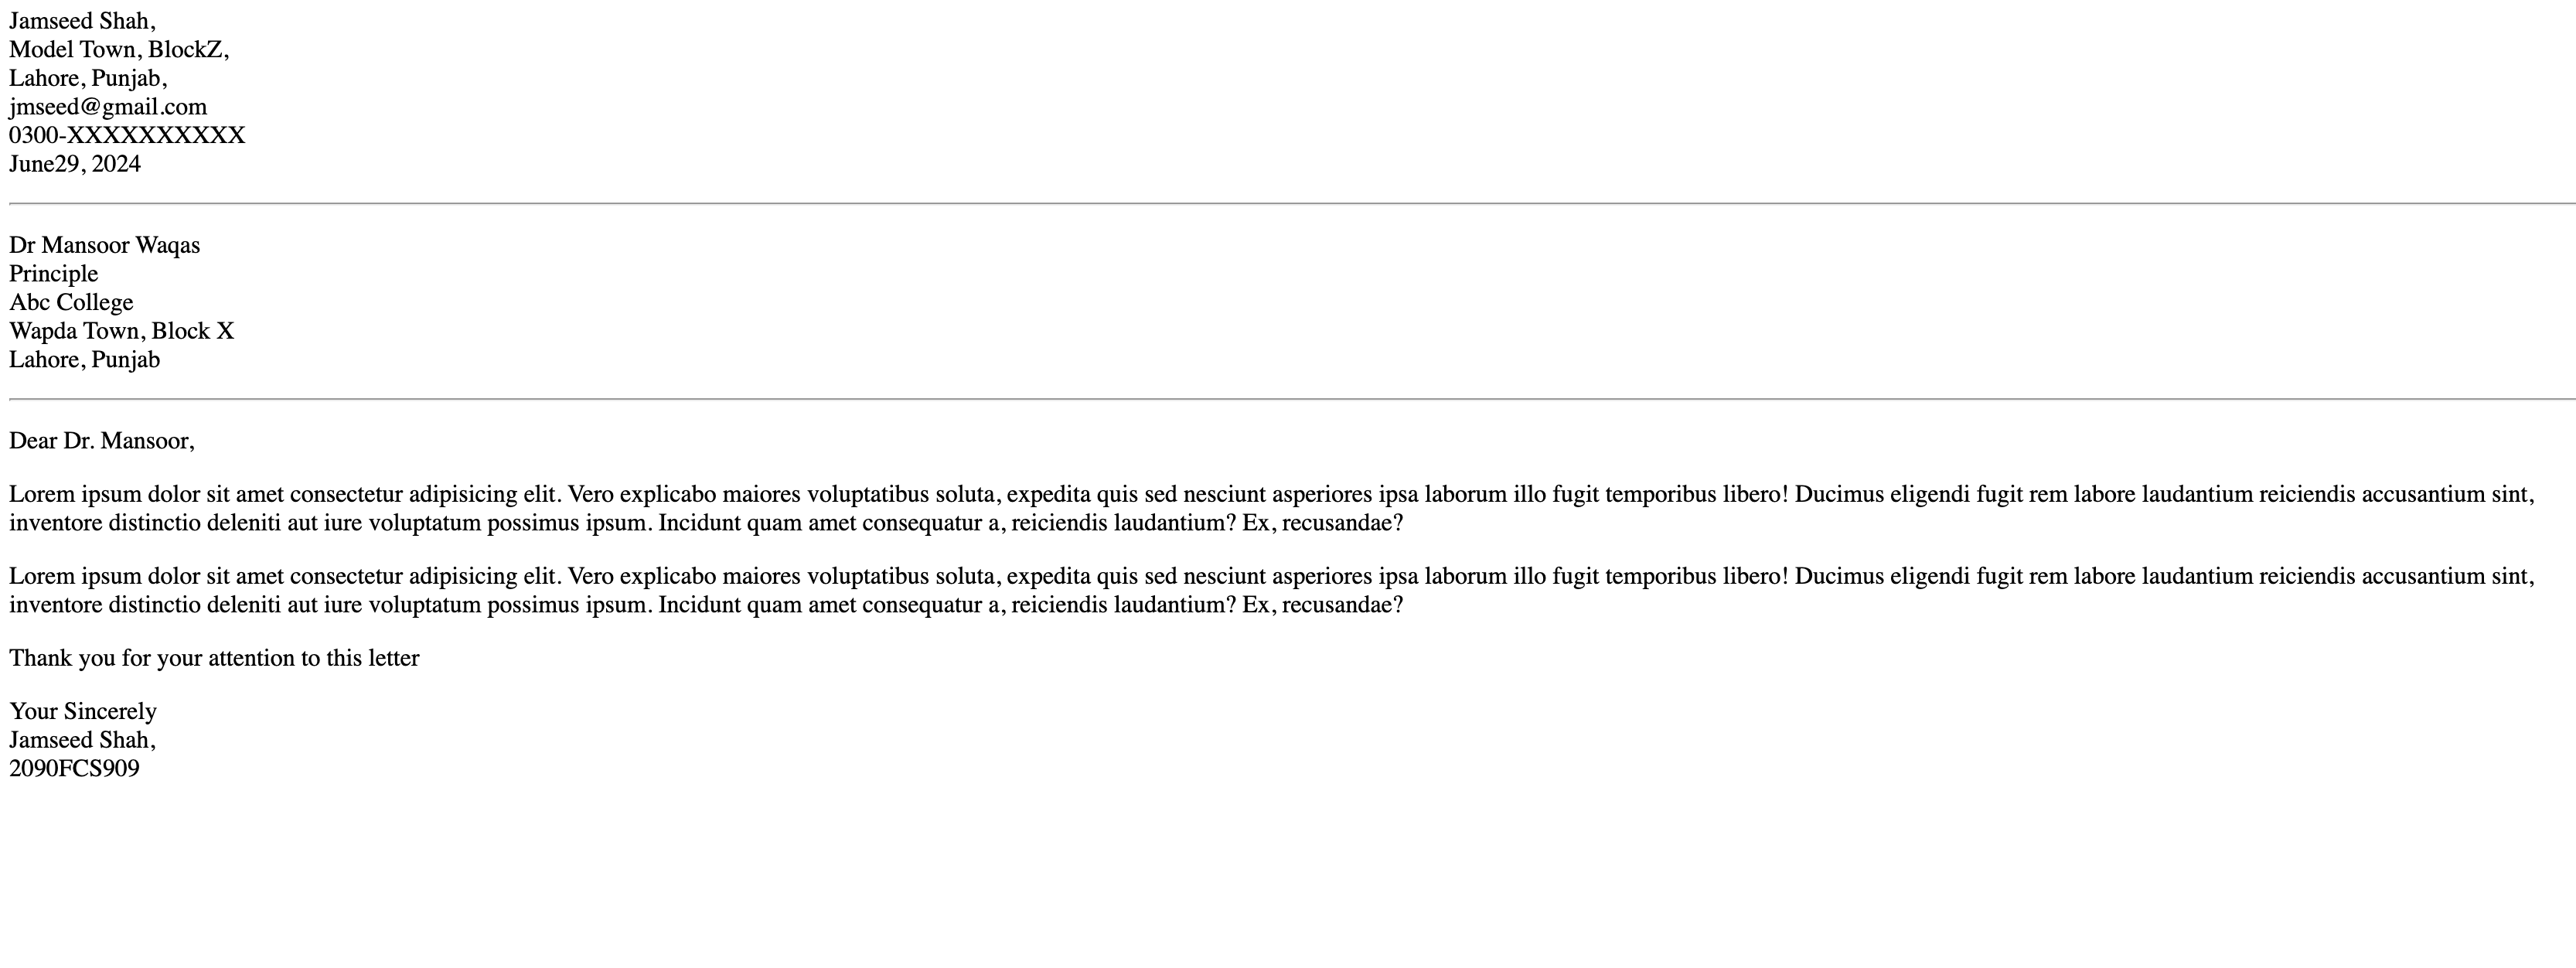 Jamseed Shah,
Model Town, BlockZ,
Lahore, Punjab,
jmseed@gmail.com
0300-XXXXXXXXXX
June29, 2024
Dr Mansoor Waqas
Principle
Abc College
Wapda Town, Block X
Lahore, Punjab
Dear Dr. Mansoor,
Lorem ipsum dolor sit amet consectetur adipisicing elit. Vero explicabo maiores voluptatibus soluta, expedita quis sed nesciunt asperiores ipsa laborum illo fugit temporibus libero! Ducimus eligendi fugit rem labore laudantium reiciendis accusantium sint,
inventore distinctio deleniti aut iure voluptatum possimus ipsum. Incidunt quam amet consequatur a, reiciendis laudantium? Ex, recusandae?
Lorem ipsum dolor sit amet consectetur adipisicing elit. Vero explicabo maiores voluptatibus soluta, expedita quis sed nesciunt asperiores ipsa laborum illo fugit temporibus libero! Ducimus eligendi fugit rem labore laudantium reiciendis accusantium sint,
inventore distinctio deleniti aut iure voluptatum possimus ipsum. Incidunt quam amet consequatur a, reiciendis laudantium? Ex, recusandae?
Thank you for your attention to this letter
Your Sincerely
Jamseed Shah,
2090FCS909